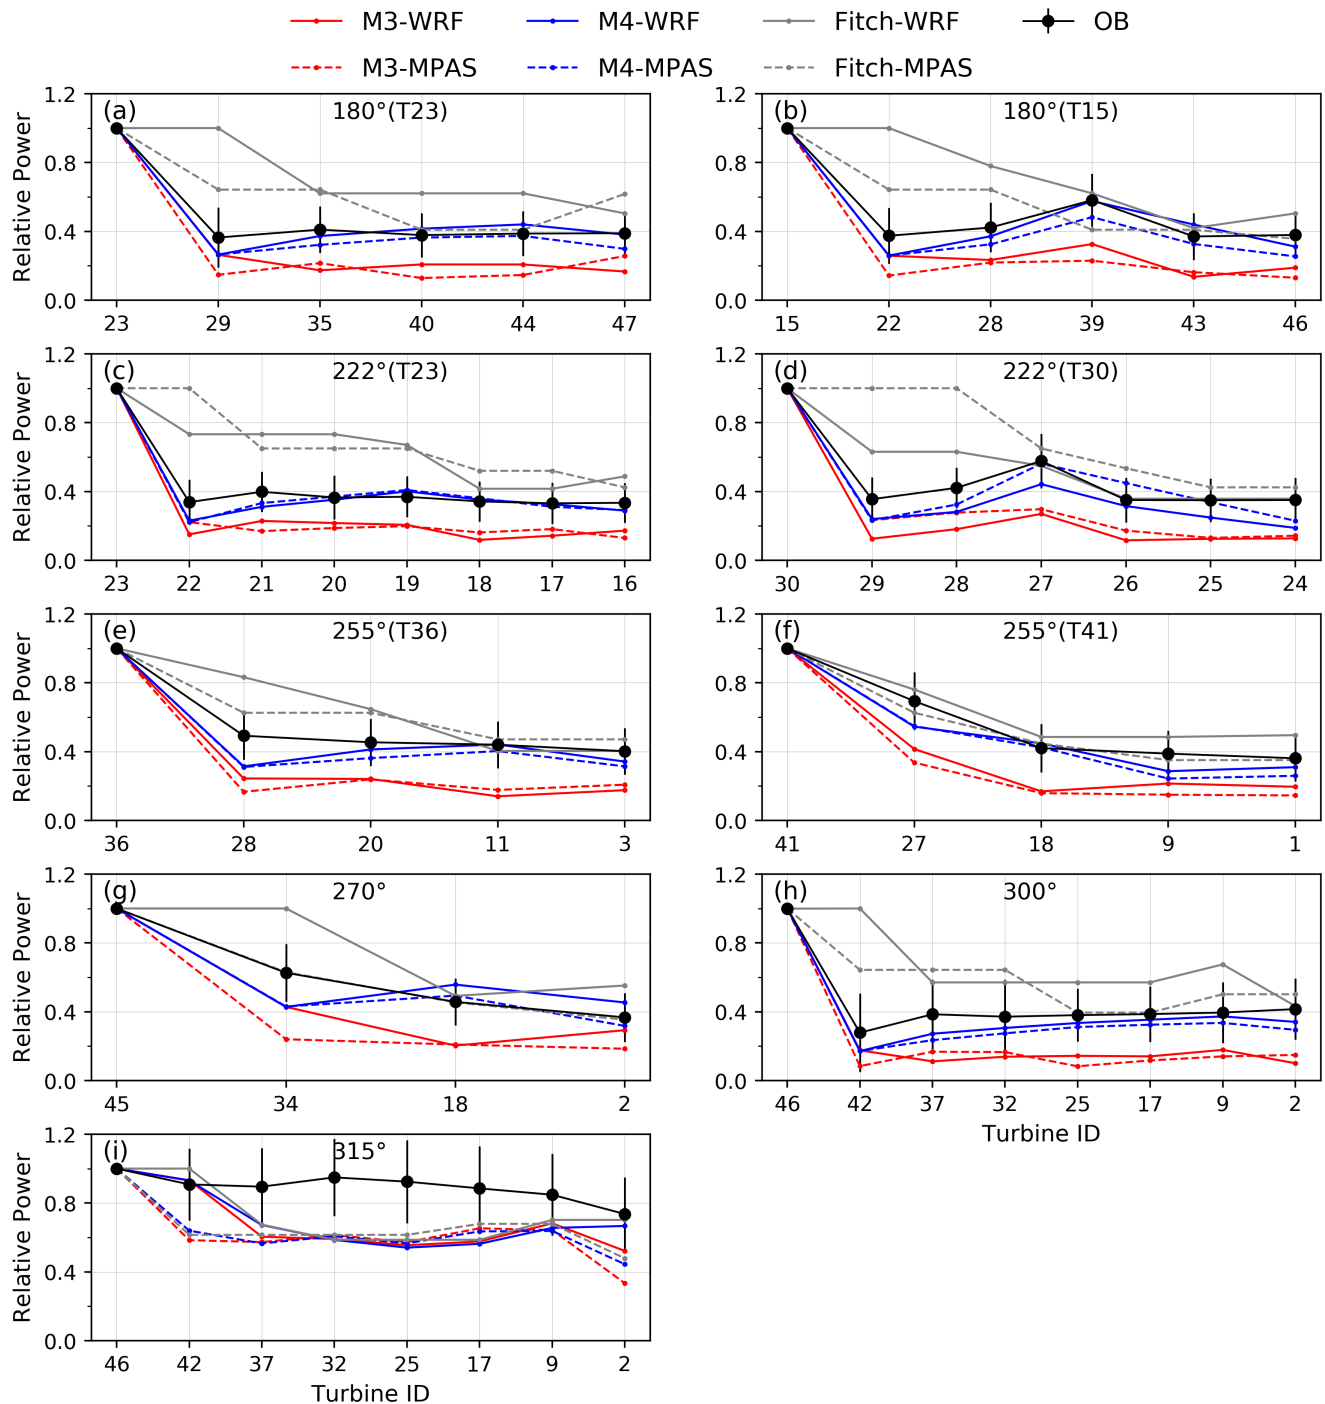 M3-WRF M4-WRF Fitch-WRF OB
M3-MPAS M4-MPAS Fitch-MPAS
(a) 180°(T23)
Relative Power
1.2
0.8
0.4
0.0
23 29 35 40 44 47
(b) 180°(T15)
1.2
0.8
0.4
0.0
15 22 28 39 43 46
(c) 222°(T23)
Relative Power
1.2
0.8
0.4
0.0
23 22 21 20 19 18 17 16
(d) 222°(T30)
1.2
0.8
0.4
0.0
30 29 28 27 26 25 24
(e) 255°(T36)
Relative Power
1.2
0.8
0.4
0.0
36 28 20 11 3
(f) 255°(T41)
1.2
0.8
0.4
0.0
41 27 18 9 1
(g) 270°
Relative Power
1.2
0.8
0.4
0.0
45 34 18 2
(h) 300°
1.2
0.8
0.4
0.0
46 42 37 32 25 17 9 2
Turbine ID
(i) 315°
Relative Power
1.2
0.8
0.4
0.0
46 42 37 32 25 17 9 2
Turbine ID